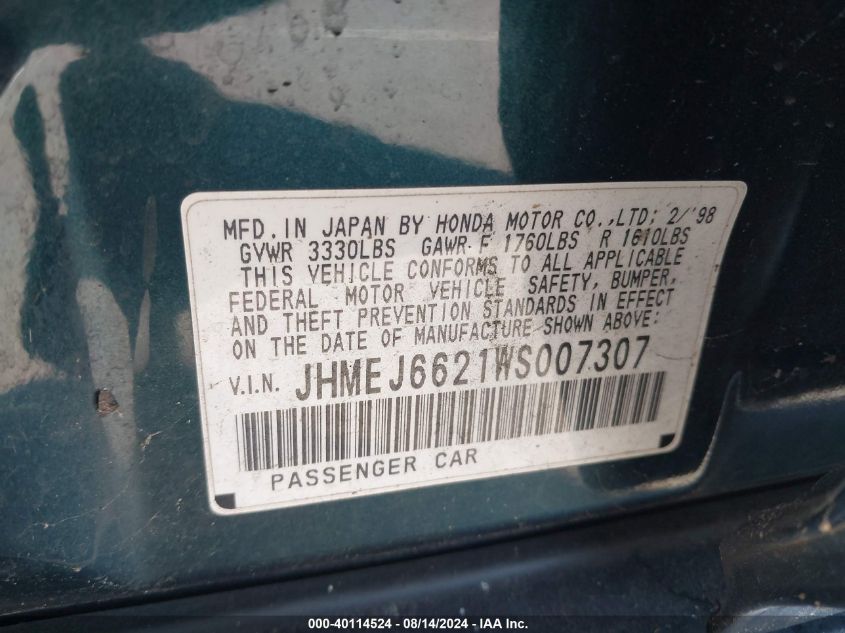 MFD. IN JAPAN BY HONDA MOTOR CO.,LTD; 2/'98
GVWR 3330LBS GAWR F 1760LBS R 1610LBS
THIS VEHICLE CONFORMS TO ALL APPLICABLE
FEDERAL MOTOR VEHICLE SAFETY, BUMPER,
AND THEFT PREVENTION STANDARDS IN EFFECT
ON THE DATE OF MANUFACTURE SHOWN ABOVE:
V.I.N. JHMEJ6621WS007307
PASSENGER CAR
000-40114524 - 08/14/2024 - IAA Inc.